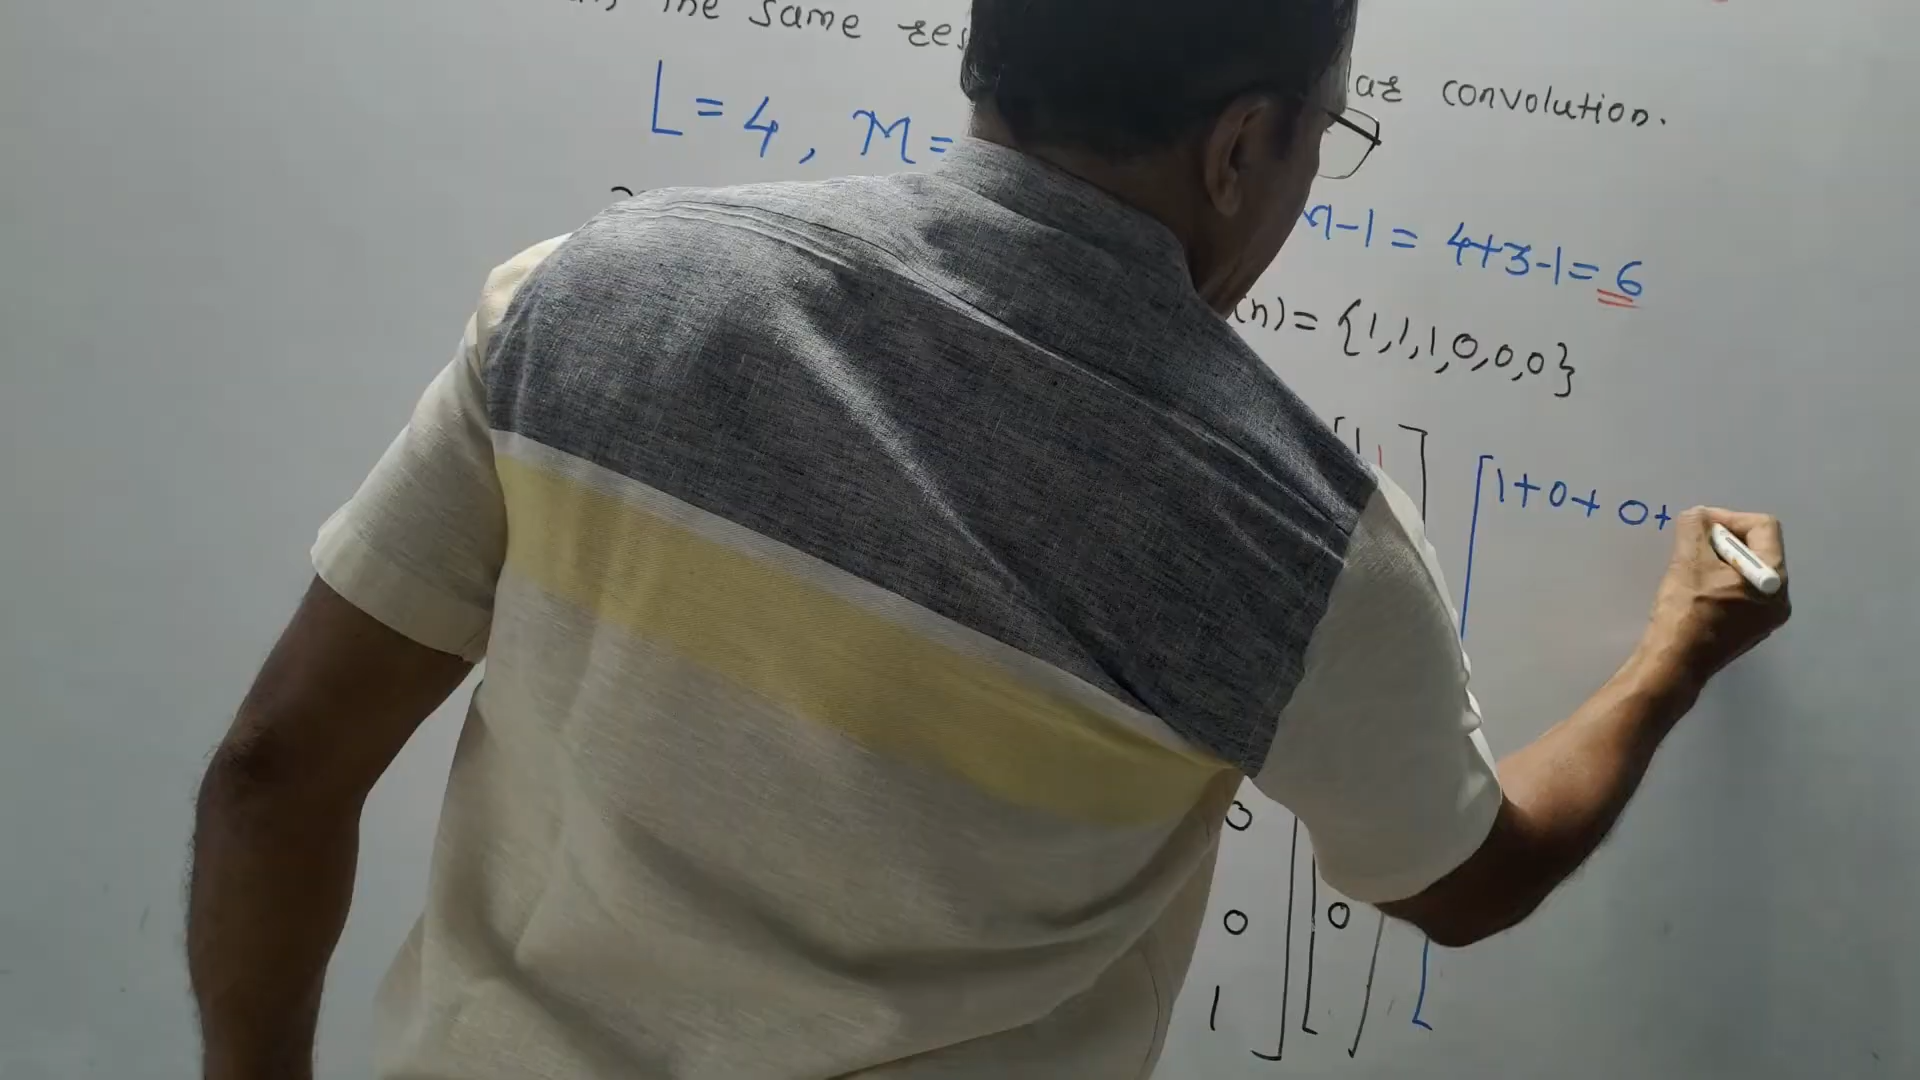 the same
convolution.
L = 4, M =
-1 = 4+3-1 = 6
(n) = {1,1,1,0,0,0}
1
1+0+ 0+
0
0 0
1